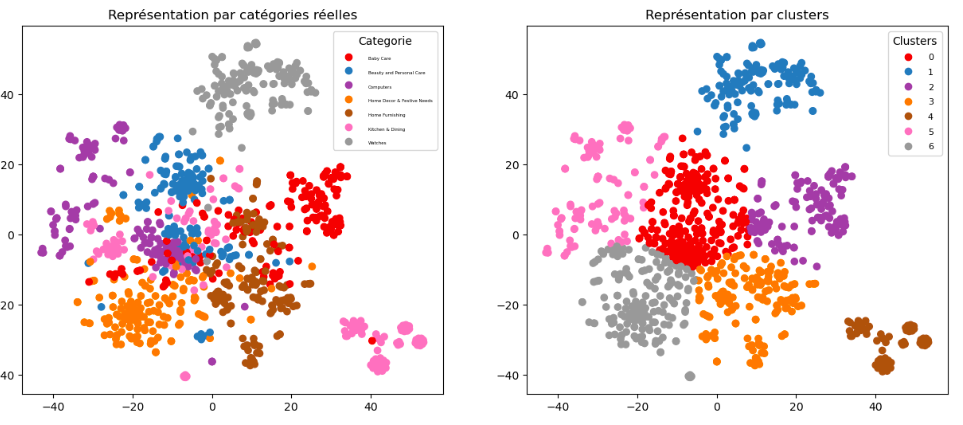 Représentation par catégories réelles
Categorie
Baby Care
Beauty and Personal Care
Computers
Home Decor & Festive Needs
Home Furnishing
Kitchen & Dining
Watches
40
20
0
−20
−40
−40 −20 0 20 40
Représentation par clusters
Clusters
0
1
2
3
4
5
6
40
20
0
−20
−40
−40 −20 0 20 40